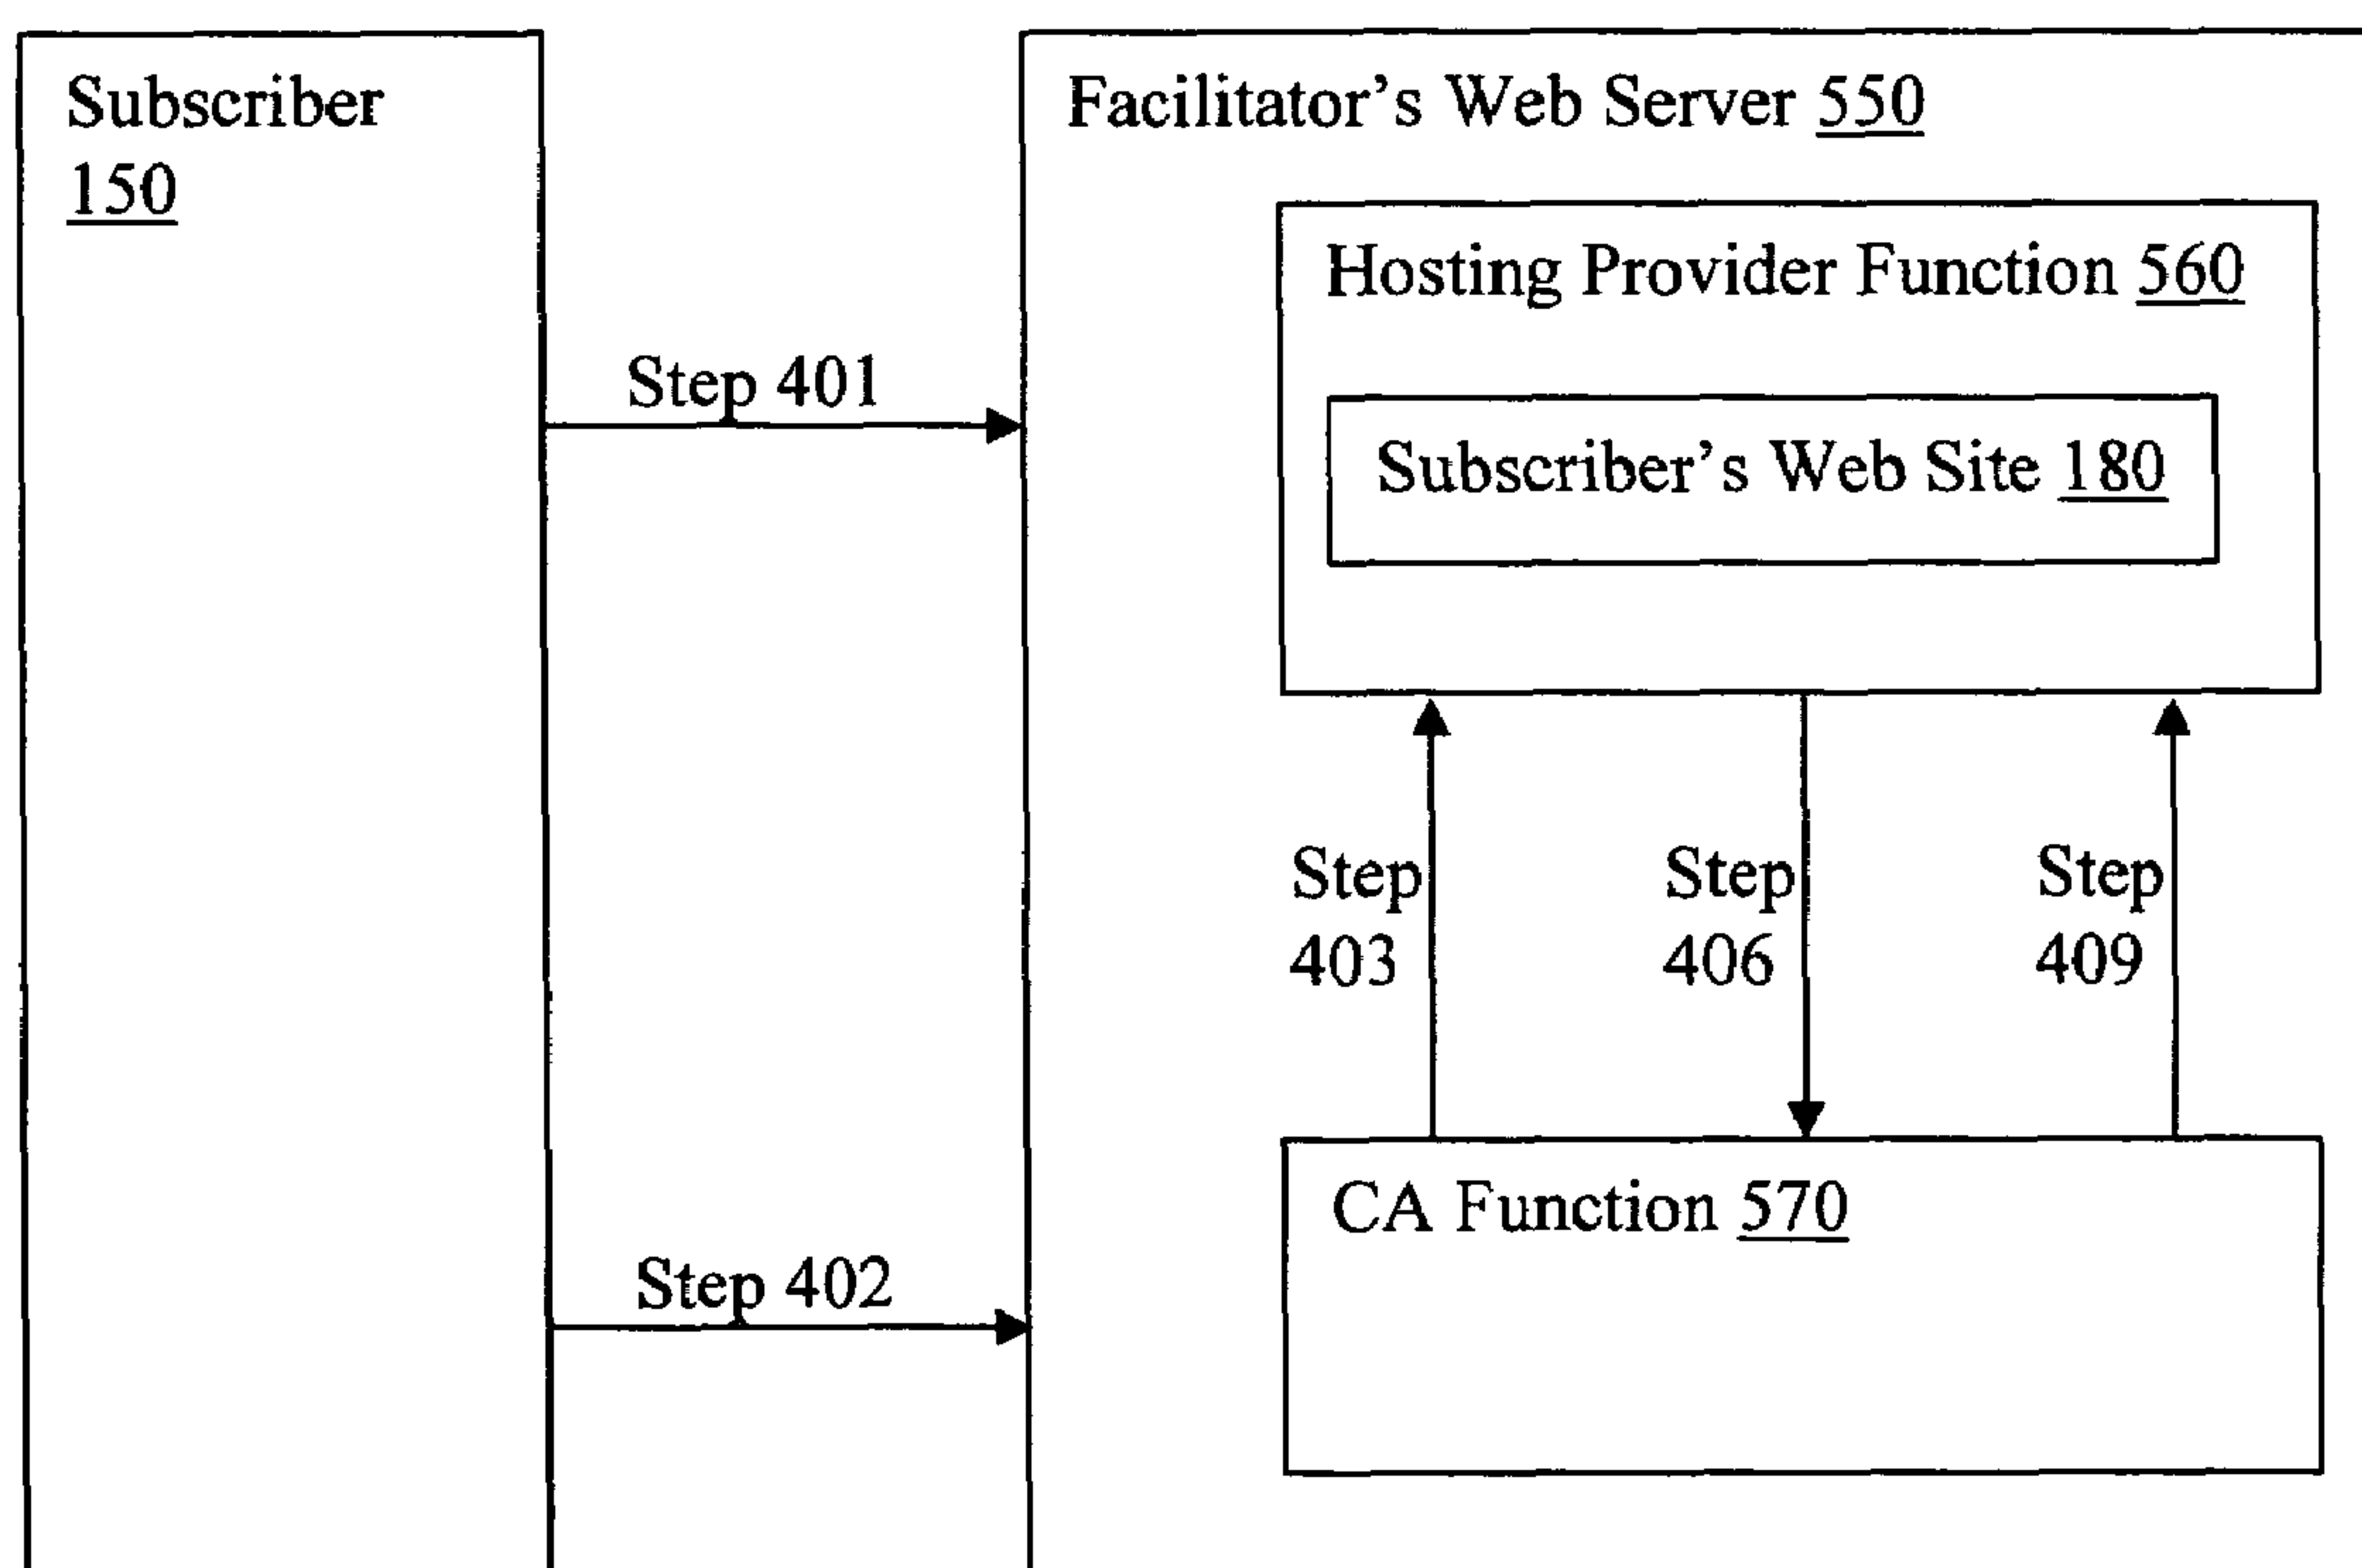 Subscriber
150
Facilitator's Web Server 550
Hosting Provider Function 560
Step 401
Subscriber's Web Site 180
Step
403
Step
406
Step
409
CA Function 570
Step 402